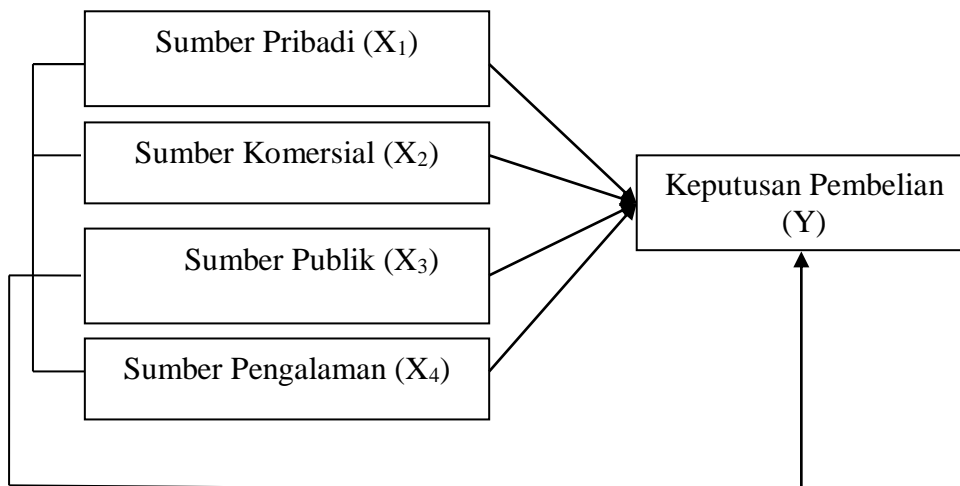 Sumber Pribadi (X₁)
Sumber Komersial (X₂)
Sumber Publik (X₃)
Sumber Pengalaman (X₄)
Keputusan Pembelian
(Y)